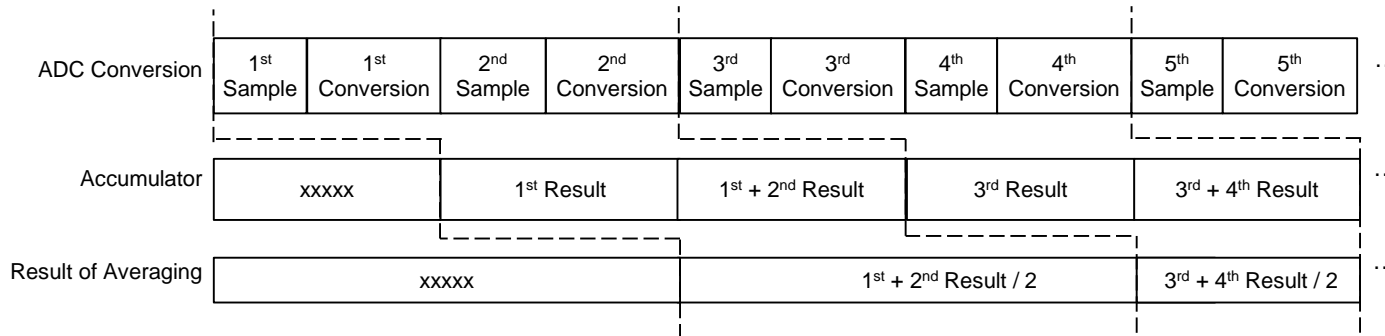 ADC Conversion
1st Sample
1st Conversion
2nd Sample
2nd Conversion
3rd Sample
3rd Conversion
4th Sample
4th Conversion
5th Sample
5th Conversion
..
Accumulator
xxxxx
1st Result
1st + 2nd Result
3rd Result
3rd + 4th Result
..
Result of Averaging
xxxxx
1st + 2nd Result / 2
3rd + 4th Result / 2
..